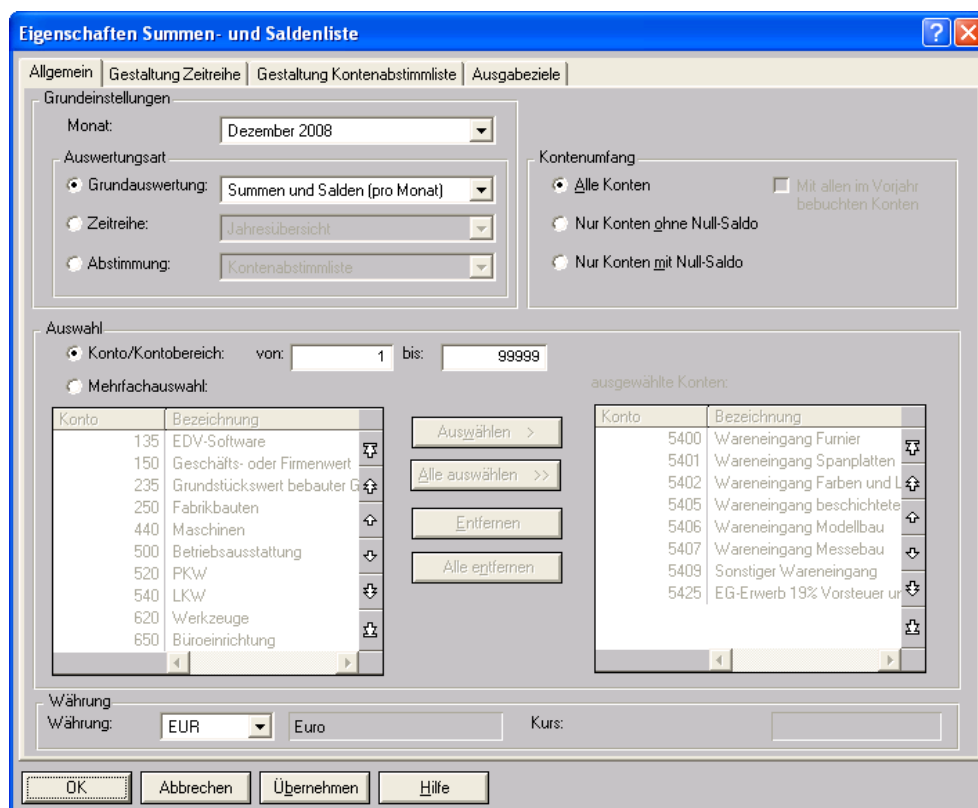 Eigenschaften Summen- und Saldenliste
Allgemein Gestaltung Zeitreihe Gestaltung Kontenabstimmliste Ausgabeziele
Grundeinstellungen
Monat: Dezember 2008
Auswertungsart
Grundauswertung: Summen und Salden (pro Monat)
Zeitreihe: Jahresübersicht
Abstimmung: Kontenabstimmliste
Kontenumfang
Alle Konten
Mit allen im Vorjahr
bebuchten Konten
Nur Konten ohne Null-Saldo
Nur Konten mit Null-Saldo
Auswahl
Konto/Kontobereich: von: 1 bis: 99999
Mehrfachauswahl:
Konto Bezeichnung
135 EDV-Software
150 Geschäfts- oder Firmenwert
235 Grundstückswert bebauter G
250 Fabrikbauten
440 Maschinen
500 Betriebsausstattung
520 PKW
540 LKW
620 Werkzeuge
650 Büroeinrichtung
Auswählen >
Alle auswählen >>
Entfernen
Alle entfernen
ausgewählte Konten:
Konto Bezeichnung
5400 Wareneingang Furnier
5401 Wareneingang Spanplatten
5402 Wareneingang Farben und L
5405 Wareneingang beschichtete
5406 Wareneingang Modellbau
5407 Wareneingang Messebau
5409 Sonstiger Wareneingang
5425 EG-Erwerb 19% Vorsteuer ur
Währung
Währung: EUR Euro Kurs:
OK Abbrechen Übernehmen Hilfe